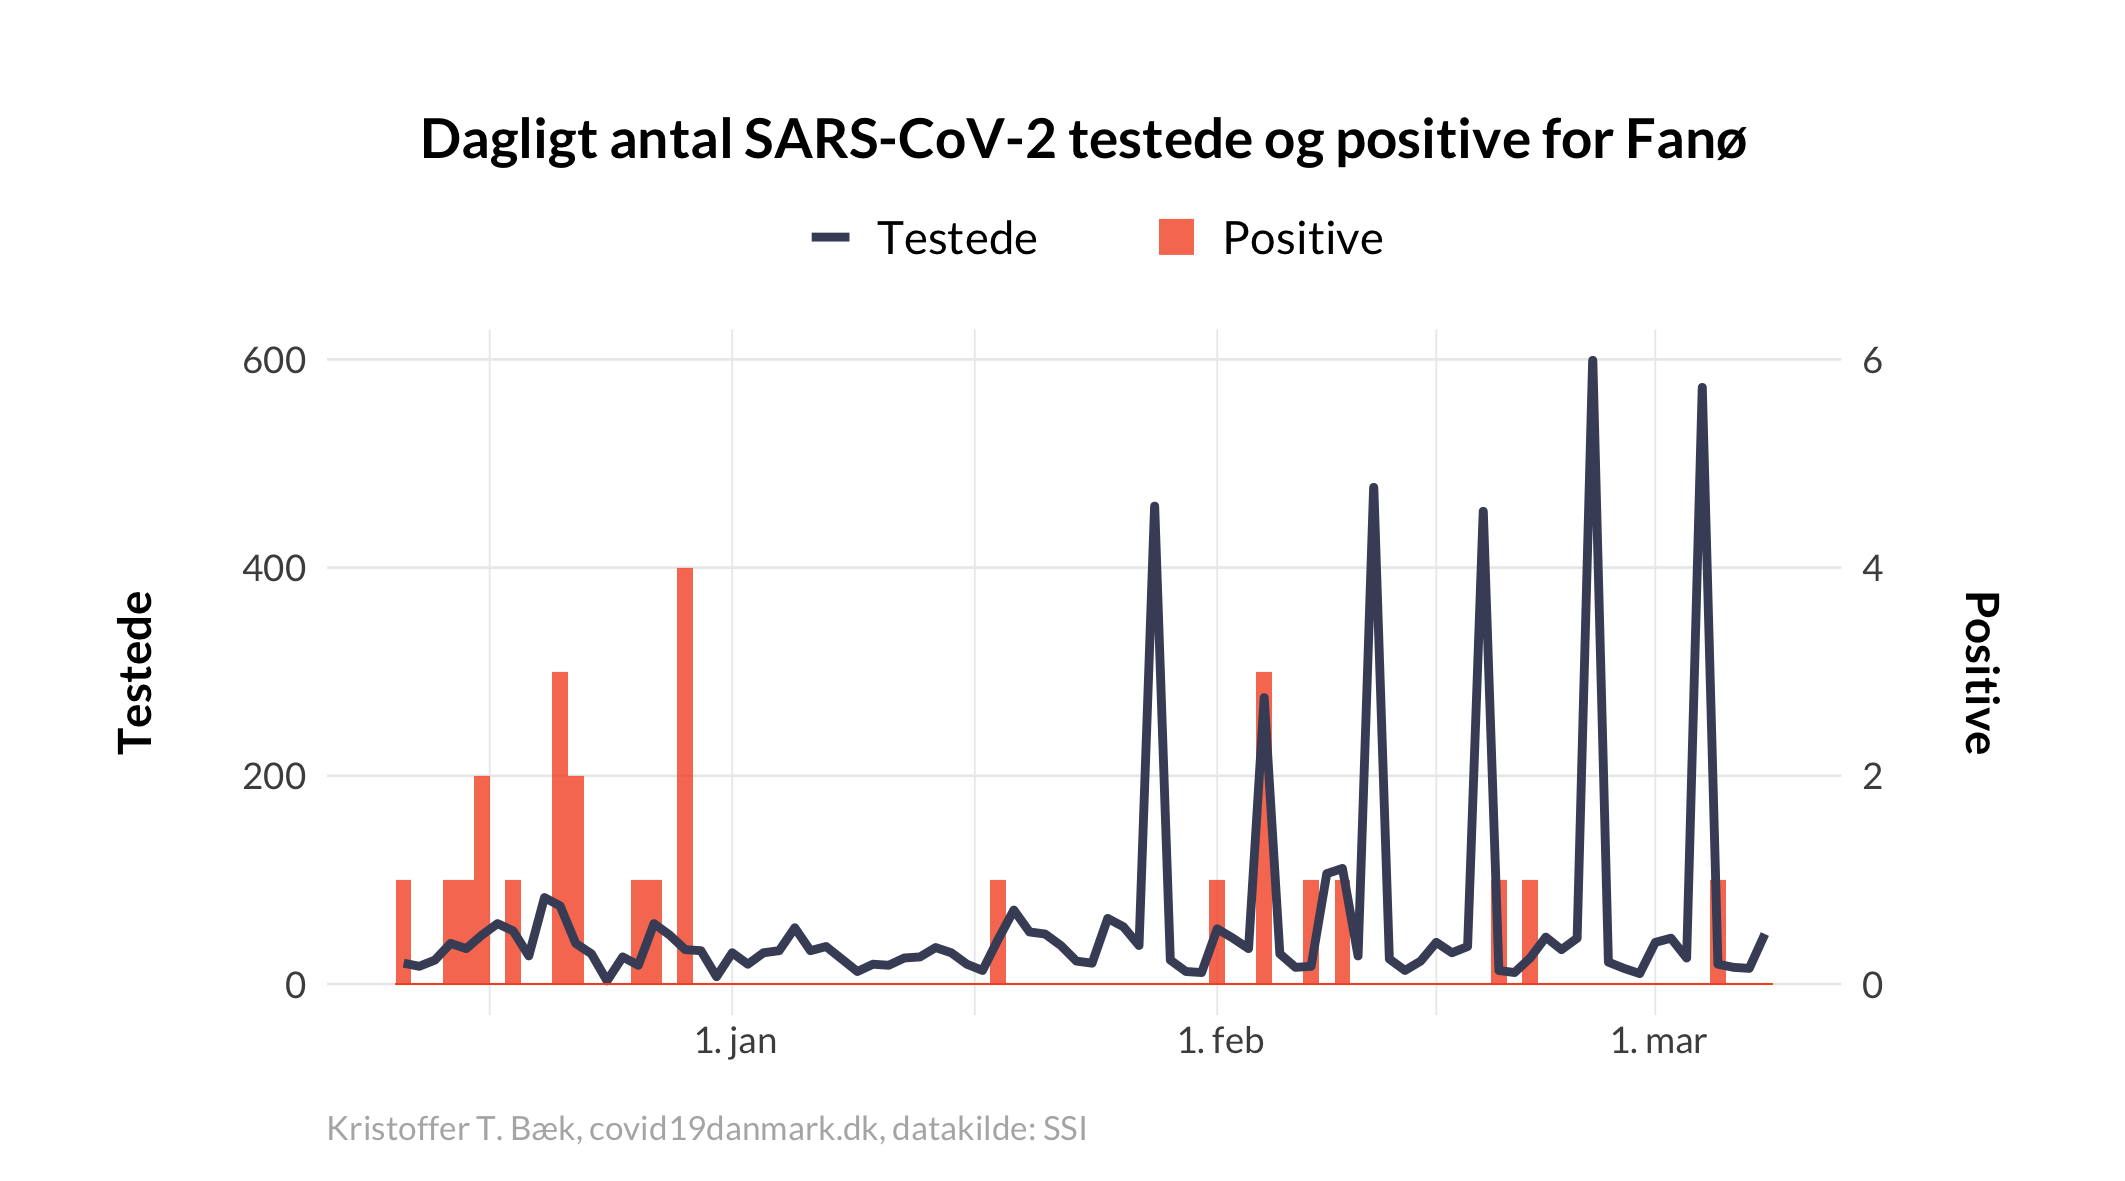 Dagligt antal SARS-CoV-2 testede og positive for Fanø
Testede Positive
600 6
400 4
200 2
0 0
Testede
Positive
1. jan 1. feb 1. mar
Kristoffer T. Bæk, covid19danmark.dk, datakilde: SSI